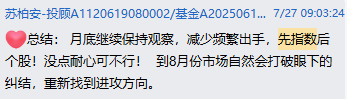 苏柏安-投顾A1120619080002/基金A2025061... 7/27 09:03:24
❤总结： 月底继续保持观察，减少频繁出手，先指数后
个股！没点耐心可不行！ 到8月份市场自然会打破眼下的
纠结，重新找到进攻方向。